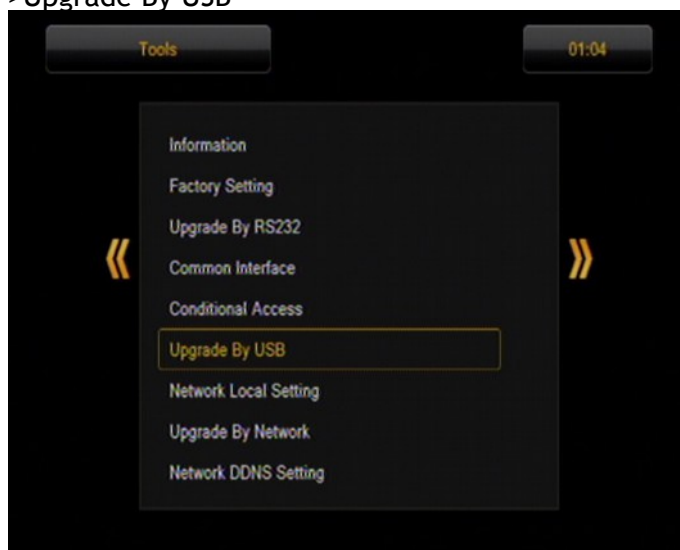 >Upgrade By USB
Tools
01:04
Information
Factory Setting
Upgrade By RS232
Common Interface
Conditional Access
Upgrade By USB
Network Local Setting
Upgrade By Network
Network DDNS Setting